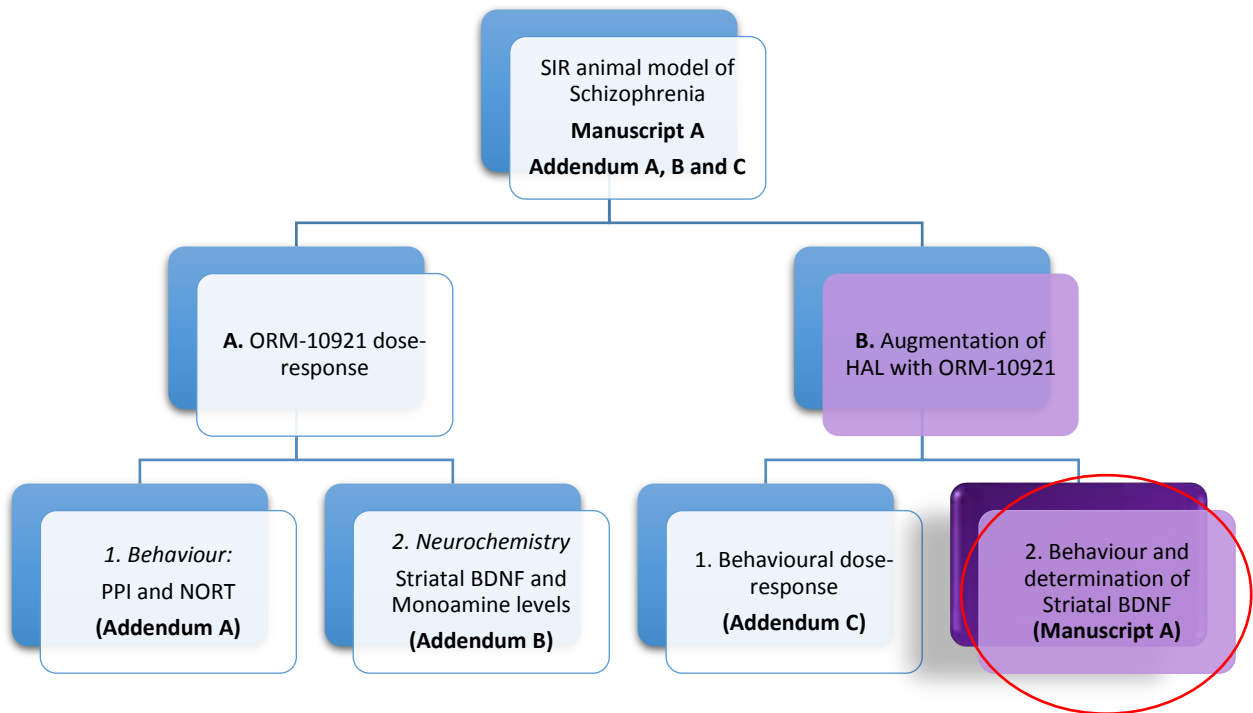 SIR animal model of
Schizophrenia
Manuscript A
Addendum A, B and C
A. ORM-10921 dose-
response
B. Augmentation of
HAL with ORM-10921
1. Behaviour:
PPI and NORT
(Addendum A)
2. Neurochemistry
Striatal BDNF and
Monoamine levels
(Addendum B)
1. Behavioural dose-
response
(Addendum C)
2. Behaviour and
determination of
Striatal BDNF
(Manuscript A)